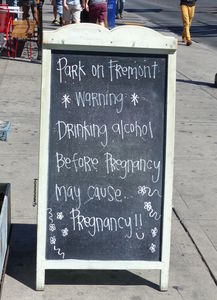 Park on Fremont
Warning
Drinking alcohol
Before Pregnancy
may cause..
Pregnancy!!